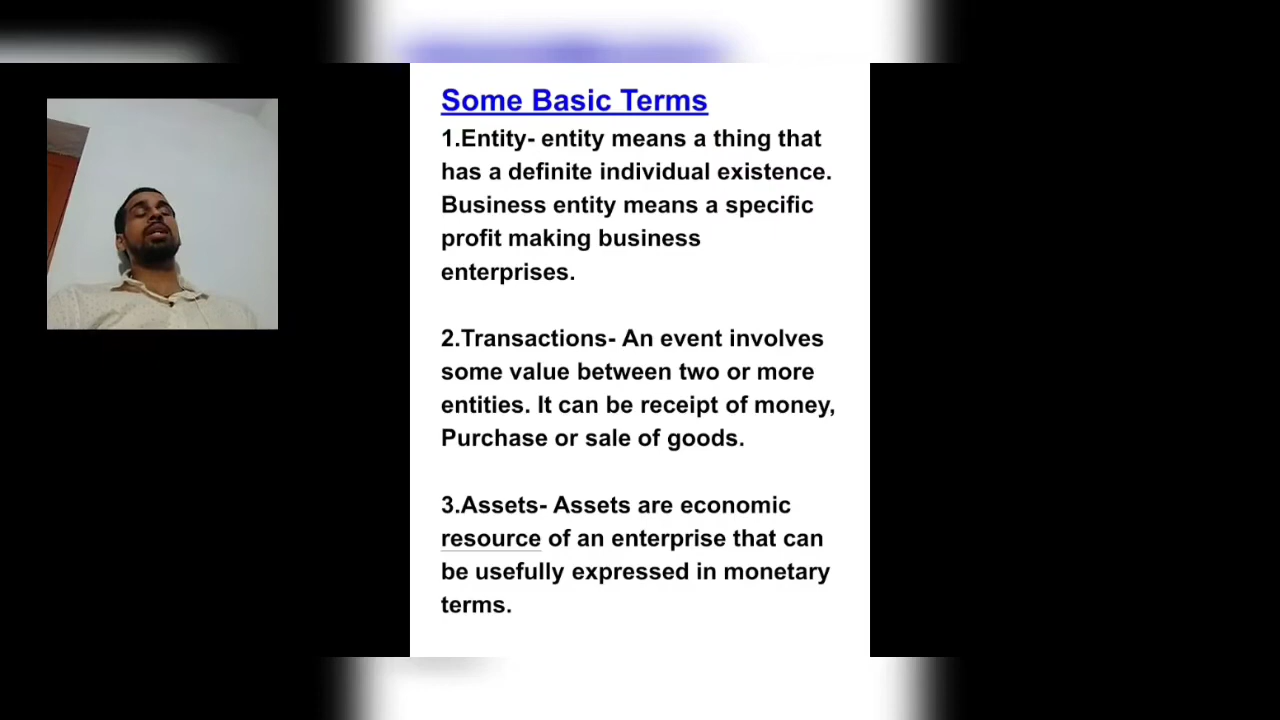 Some Basic Terms
1.Entity- entity means a thing that
has a definite individual existence.
Business entity means a specific
profit making business
enterprises.
2.Transactions- An event involves
some value between two or more
entities. It can be receipt of money,
Purchase or sale of goods.
3.Assets- Assets are economic
resource of an enterprise that can
be usefully expressed in monetary
terms.